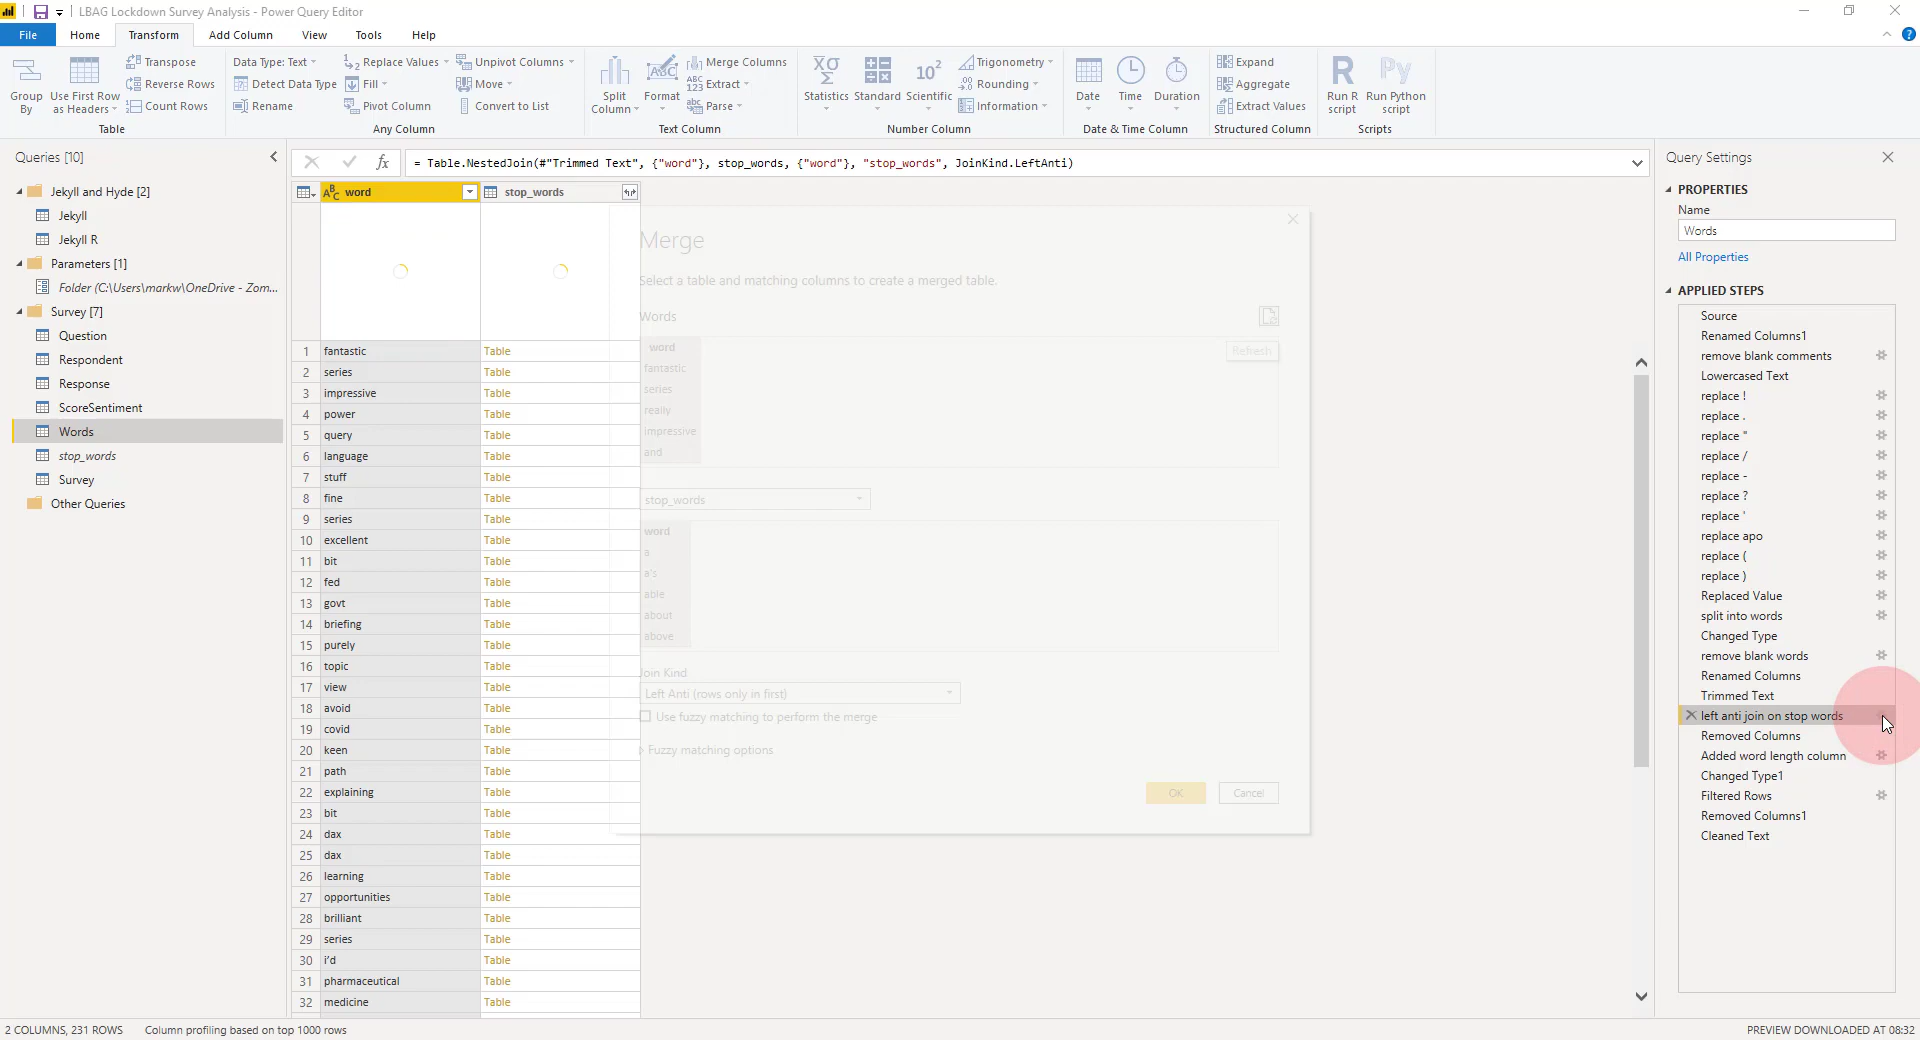 LBAG Lockdown Survey Analysis - Power Query Editor
File Home Transform Add Column View Tools Help
Group By
Use First Row as Headers
Transpose
Reverse Rows
Count Rows
Table
Data Type: Text
Detect Data Type
Rename
Replace Values
Fill
Pivot Column
Unpivot Columns
Move
Convert to List
Any Column
Split Column
Format
Merge Columns
Extract
Parse
Text Column
Statistics
Standard
Scientific
Trigonometry
Rounding
Information
Number Column
Date
Time
Duration
Date & Time Column
Expand
Aggregate
Extract Values
Structured Column
Run R script
Run Python script
Scripts
Queries [10]
Jekyll and Hyde [2]
Jekyll
Jekyll R
Parameters [1]
Folder (C:\Users\markw\OneDrive - Zom...
Survey [7]
Question
Respondent
Response
ScoreSentiment
Words
stop_words
Survey
Other Queries
= Table.NestedJoin(#"Trimmed Text", {"word"}, stop_words, {"word"}, "stop_words", JoinKind.LeftAnti)
word stop_words
1 fantastic Table
2 series Table
3 impressive Table
4 power Table
5 query Table
6 language Table
7 stuff Table
8 fine Table
9 series Table
10 excellent Table
11 bit Table
12 fed Table
13 govt Table
14 briefing Table
15 purely Table
16 topic Table
17 view Table
18 avoid Table
19 covid Table
20 keen Table
21 path Table
22 explaining Table
23 bit Table
24 dax Table
25 dax Table
26 learning Table
27 opportunities Table
28 brilliant Table
29 series Table
30 i'd Table
31 pharmaceutical Table
32 medicine Table
Merge
Select a table and matching columns to create a merged table.
Words
Refresh
word
fantastic
series
really
impressive
and
stop_words
word
a
a's
able
about
above
Join Kind
Left Anti (rows only in first)
Use fuzzy matching to perform the merge
Fuzzy matching options
OK Cancel
Query Settings
PROPERTIES
Name
Words
All Properties
APPLIED STEPS
Source
Renamed Columns1
remove blank comments
Lowercased Text
replace !
replace .
replace "
replace /
replace -
replace ?
replace '
replace apo
replace (
replace )
Replaced Value
split into words
Changed Type
remove blank words
Renamed Columns
Trimmed Text
left anti join on stop words
Removed Columns
Added word length column
Changed Type1
Filtered Rows
Removed Columns1
Cleaned Text
2 COLUMNS, 231 ROWS Column profiling based on top 1000 rows PREVIEW DOWNLOADED AT 08:32